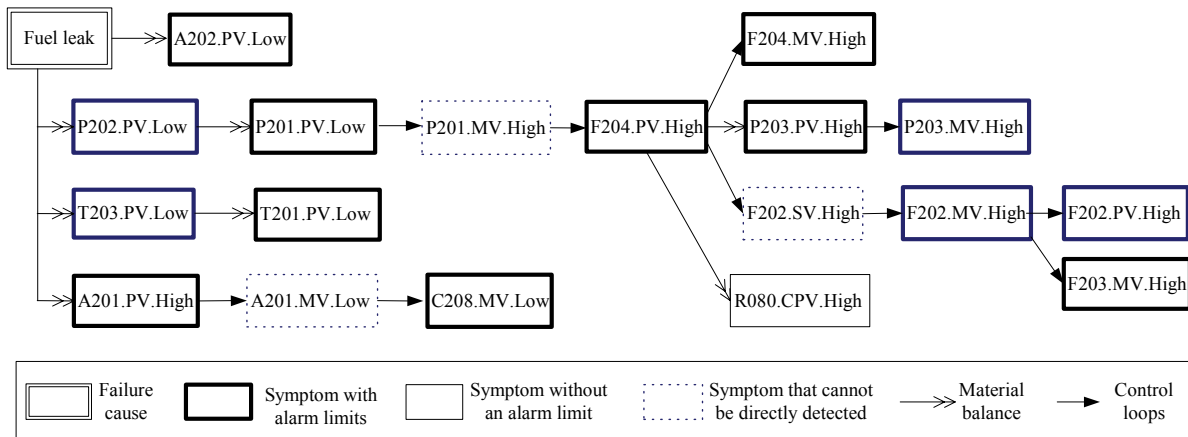 Fuel leak
A202.PV.Low
F204.MV.High
P202.PV.Low
P201.PV.Low
P201.MV.High
F204.PV.High
P203.PV.High
P203.MV.High
T203.PV.Low
T201.PV.Low
F202.SV.High
F202.MV.High
F202.PV.High
A201.PV.High
A201.MV.Low
C208.MV.Low
R080.CPV.High
F203.MV.High
Failure
cause
Symptom with
alarm limits
Symptom without
an alarm limit
Symptom that cannot
be directly detected
Material
balance
Control
loops